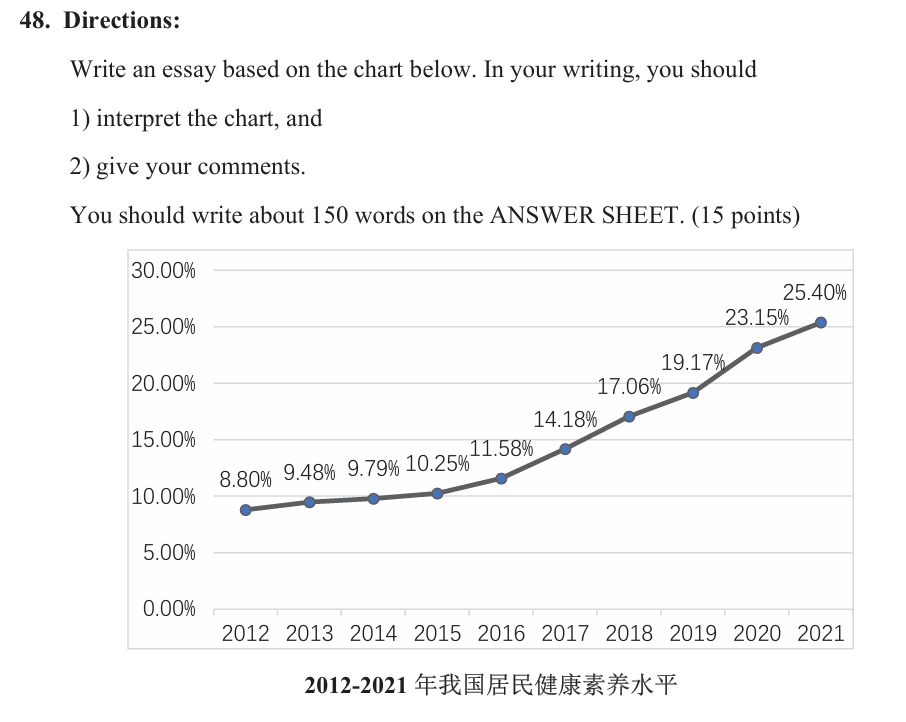 48. Directions:
Write an essay based on the chart below. In your writing, you should
1) interpret the chart, and
2) give your comments.
You should write about 150 words on the ANSWER SHEET. (15 points)
30.00%
25.40%
25.00%
23.15%
20.00%
19.17%
17.06%
15.00%
14.18%
11.58%
10.25%
9.79%
9.48%
8.80%
10.00%
5.00%
0.00%
2012 2013 2014 2015 2016 2017 2018 2019 2020 2021
2012-2021 年我国居民健康素养水平